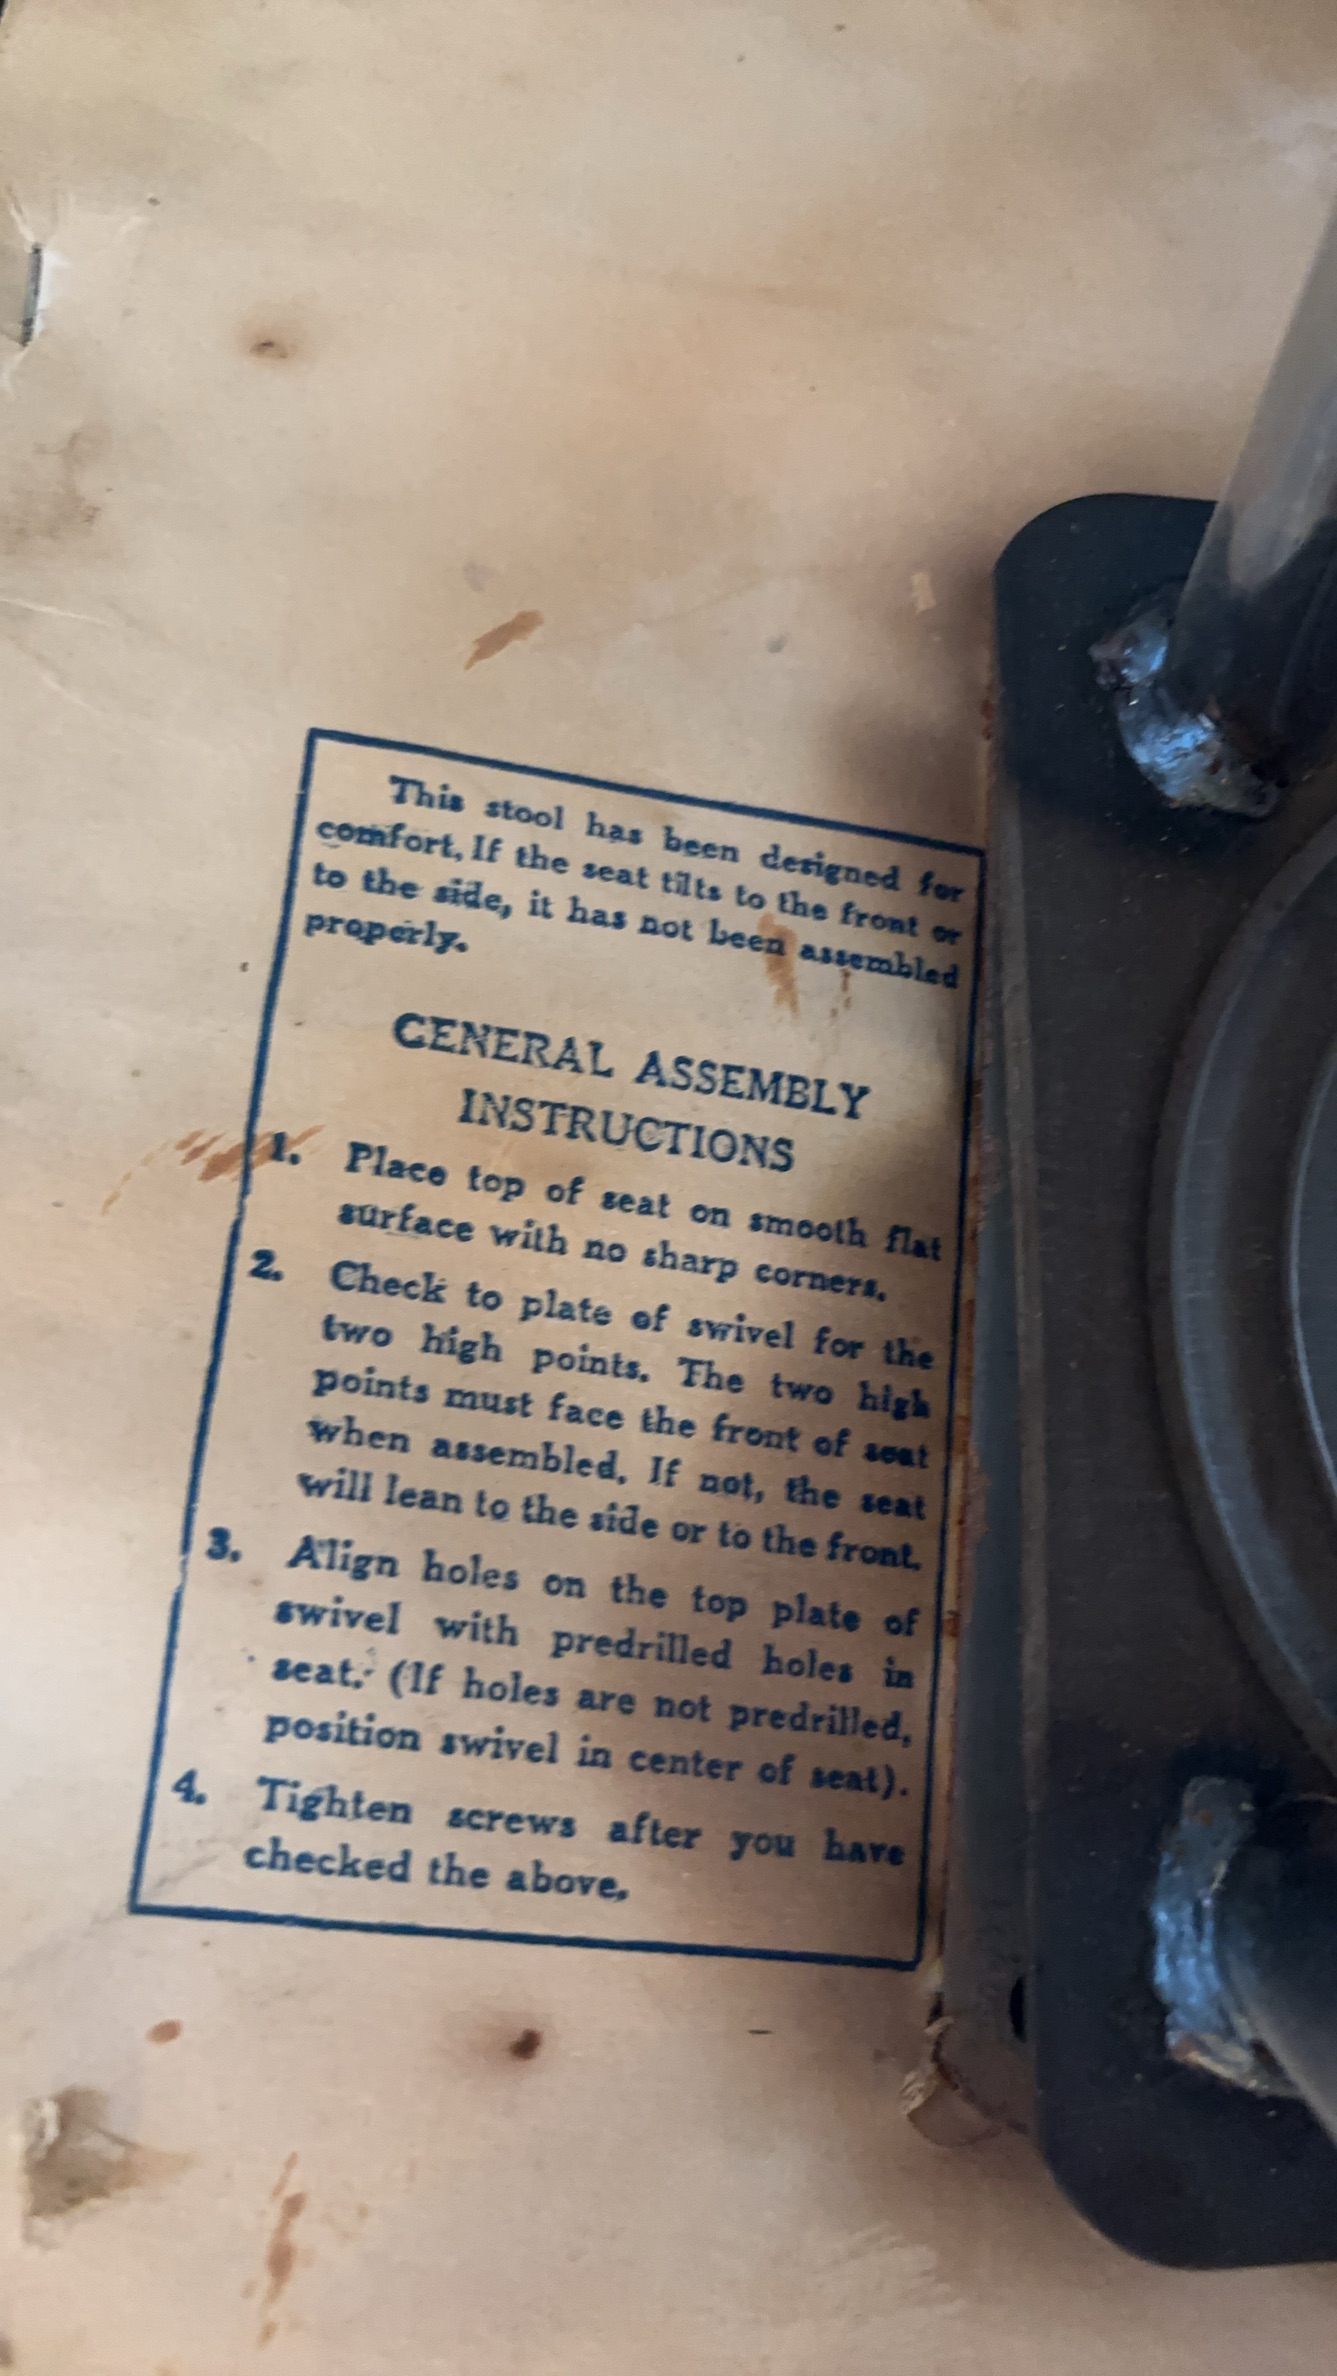 This stool has been designed for
comfort. If the seat tilts to the front or
to the side, it has not been assembled
properly.
GENERAL ASSEMBLY
INSTRUCTIONS
1. Place top of seat on smooth flat
surface with no sharp corners.
2. Check to plate of swivel for the
two high points. The two high
points must face the front of seat
when assembled. If not, the seat
will lean to the side or to the front.
3. Align holes on the top plate of
swivel with predrilled holes in
seat. (If holes are not predrilled,
position swivel in center of seat).
4. Tighten screws after you have
checked the above.